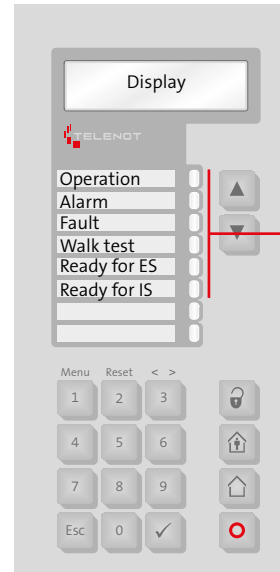 Display
TELENOT
Operation
Alarm
Fault
Walk test
Ready for ES
Ready for IS
Menu Reset < >
1 2 3
4 5 6
7 8 9
Esc 0